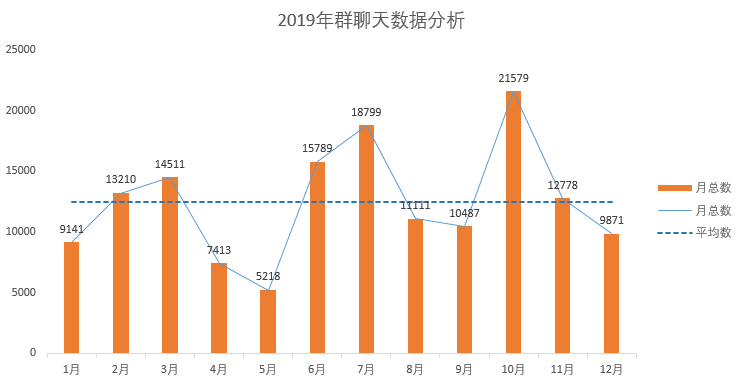 2019年群聊天数据分析
25000
20000
15000
10000
5000
0
9141
13210
14511
7413
5218
15789
18799
11111
10487
21579
12778
9871
1月
2月
3月
4月
5月
6月
7月
8月
9月
10月
11月
12月
月总数
月总数
平均数